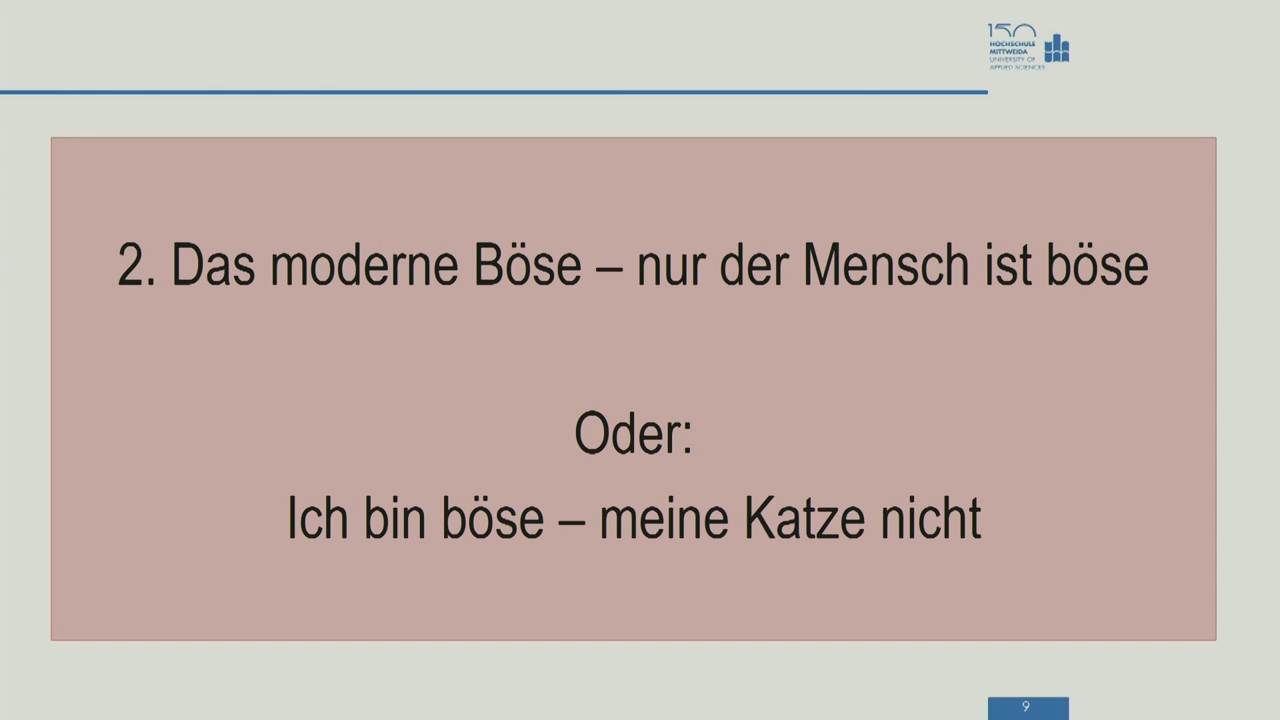 150
HOCHSCHULE
MITTWEIDA
UNIVERSITY OF
APPLIED SCIENCES
2. Das moderne Böse – nur der Mensch ist böse
Oder:
Ich bin böse – meine Katze nicht
9